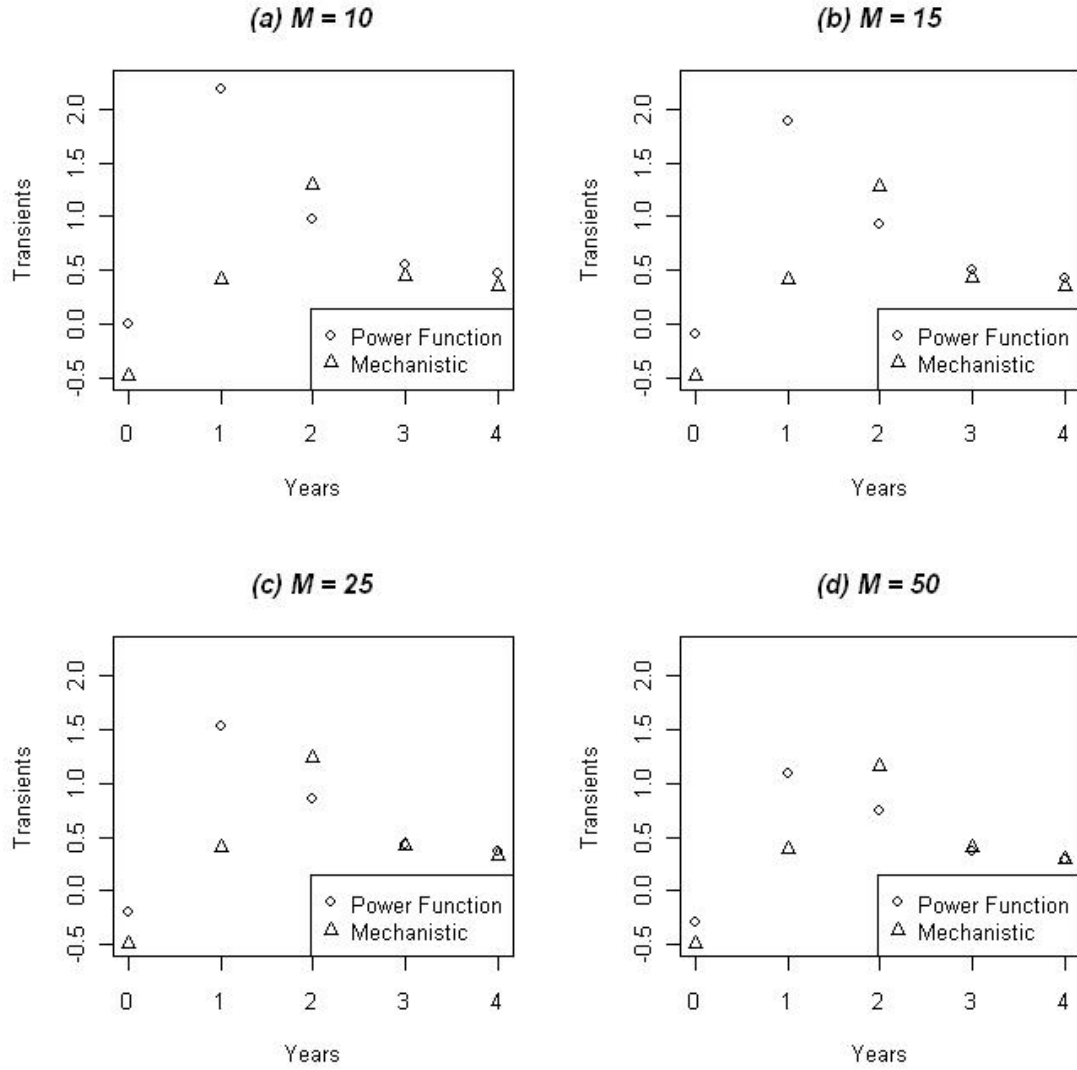 (a) M = 10
Transients
2.0
1.5
1.0
0.5
0.0
-0.5
0 1 2 3 4
Years
Power Function
Mechanistic
(b) M = 15
Transients
2.0
1.5
1.0
0.5
0.0
-0.5
0 1 2 3 4
Years
Power Function
Mechanistic
(c) M = 25
Transients
2.0
1.5
1.0
0.5
0.0
-0.5
0 1 2 3 4
Years
Power Function
Mechanistic
(d) M = 50
Transients
2.0
1.5
1.0
0.5
0.0
-0.5
0 1 2 3 4
Years
Power Function
Mechanistic